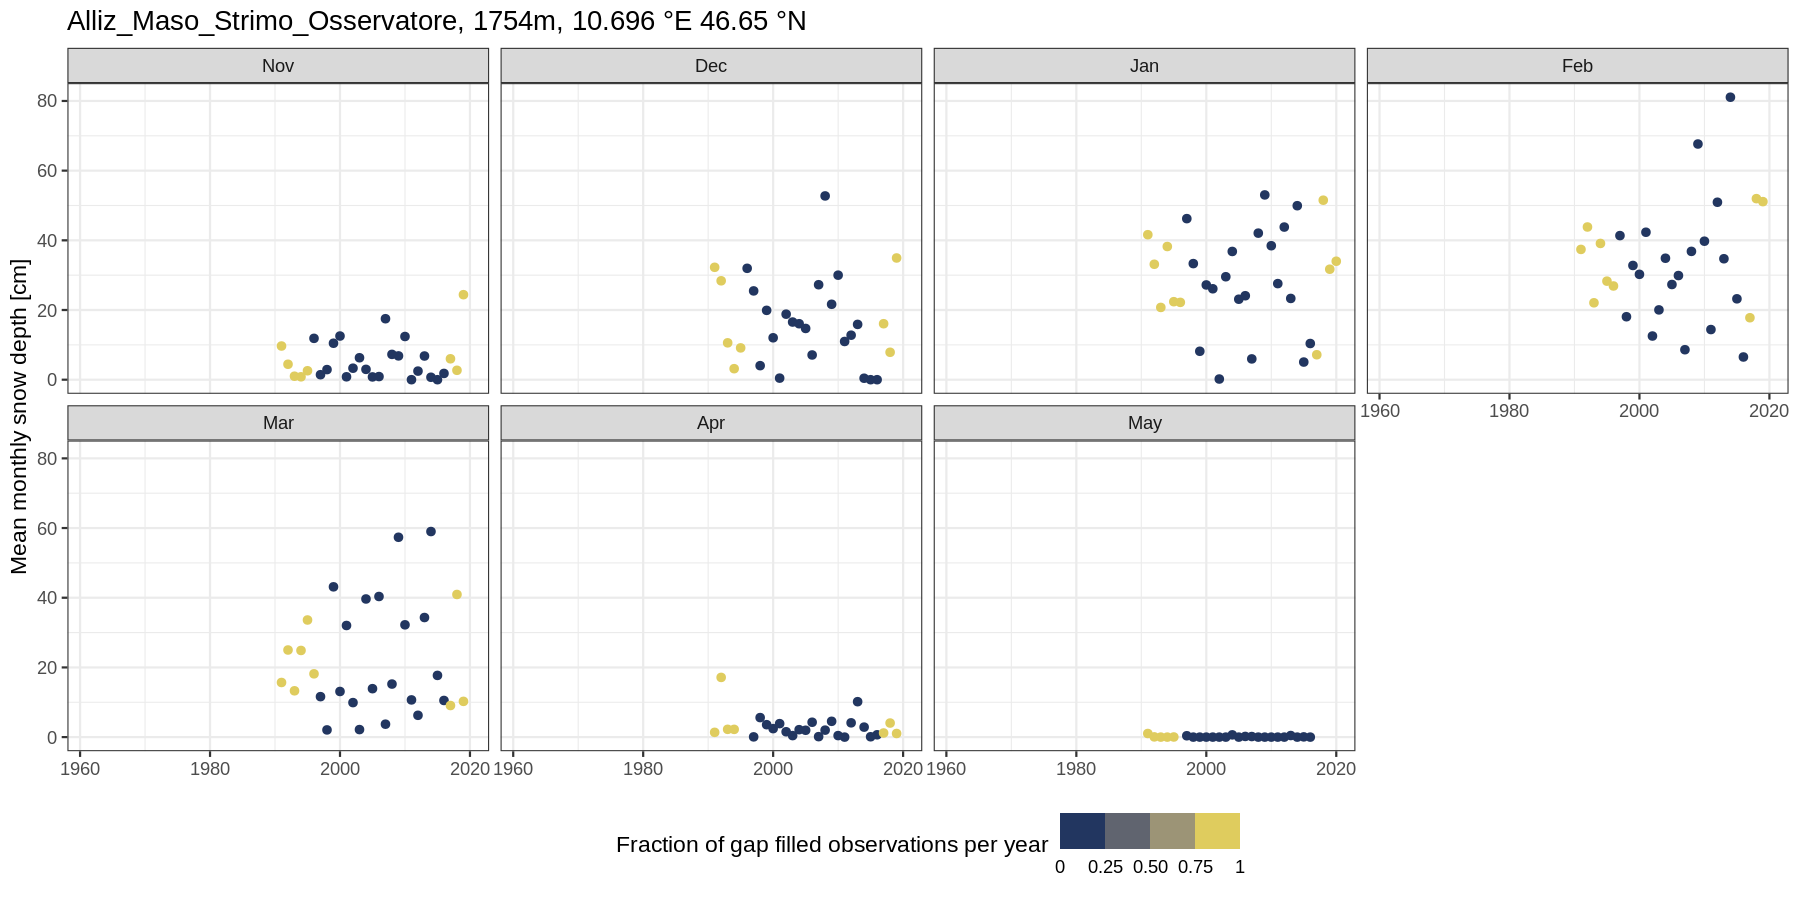 Alliz_Maso_Strimo_Osservatore, 1754m, 10.696 °E 46.65 °N
Nov Dec Jan Feb
80
60
40
20
0
1960 1980 2000 2020
Mean monthly snow depth [cm]
Mar Apr May
80
60
40
20
0
1960 1980 2000 2020 1960 1980 2000 2020 1960 1980 2000 2020
Fraction of gap filled observations per year
0 0.25 0.50 0.75 1